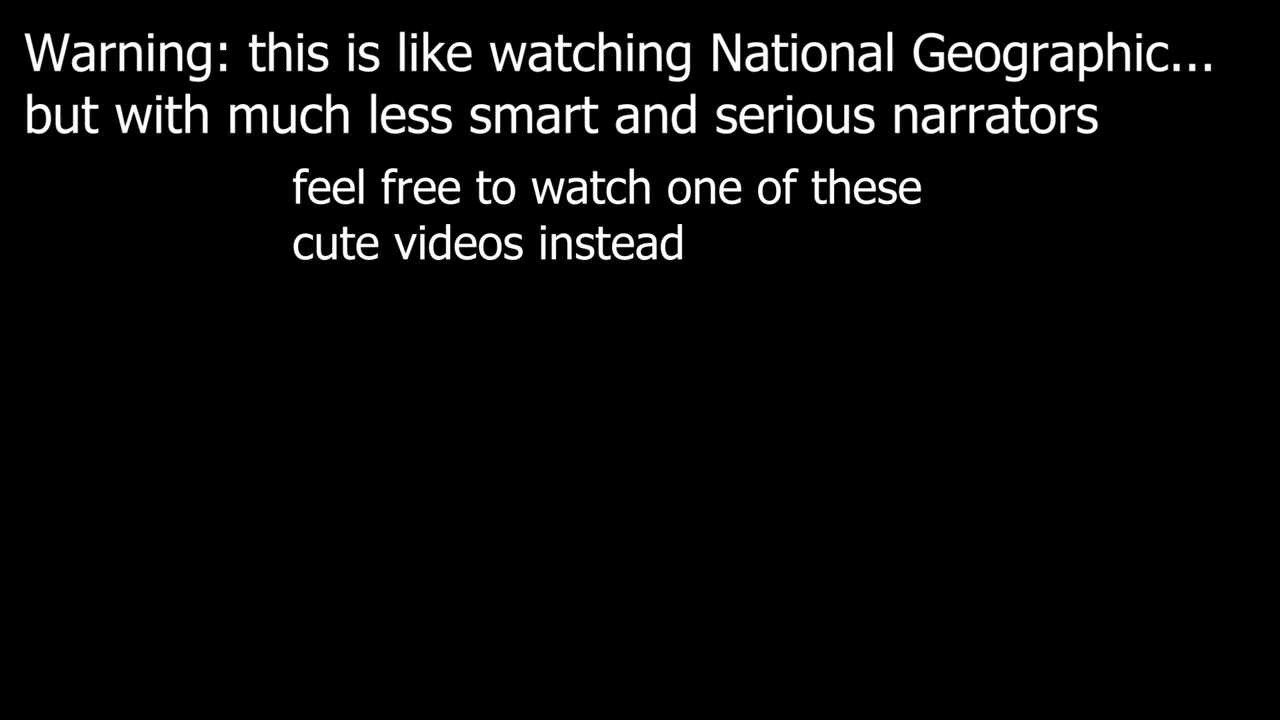 Warning: this is like watching National Geographic...
but with much less smart and serious narrators
feel free to watch one of these
cute videos instead